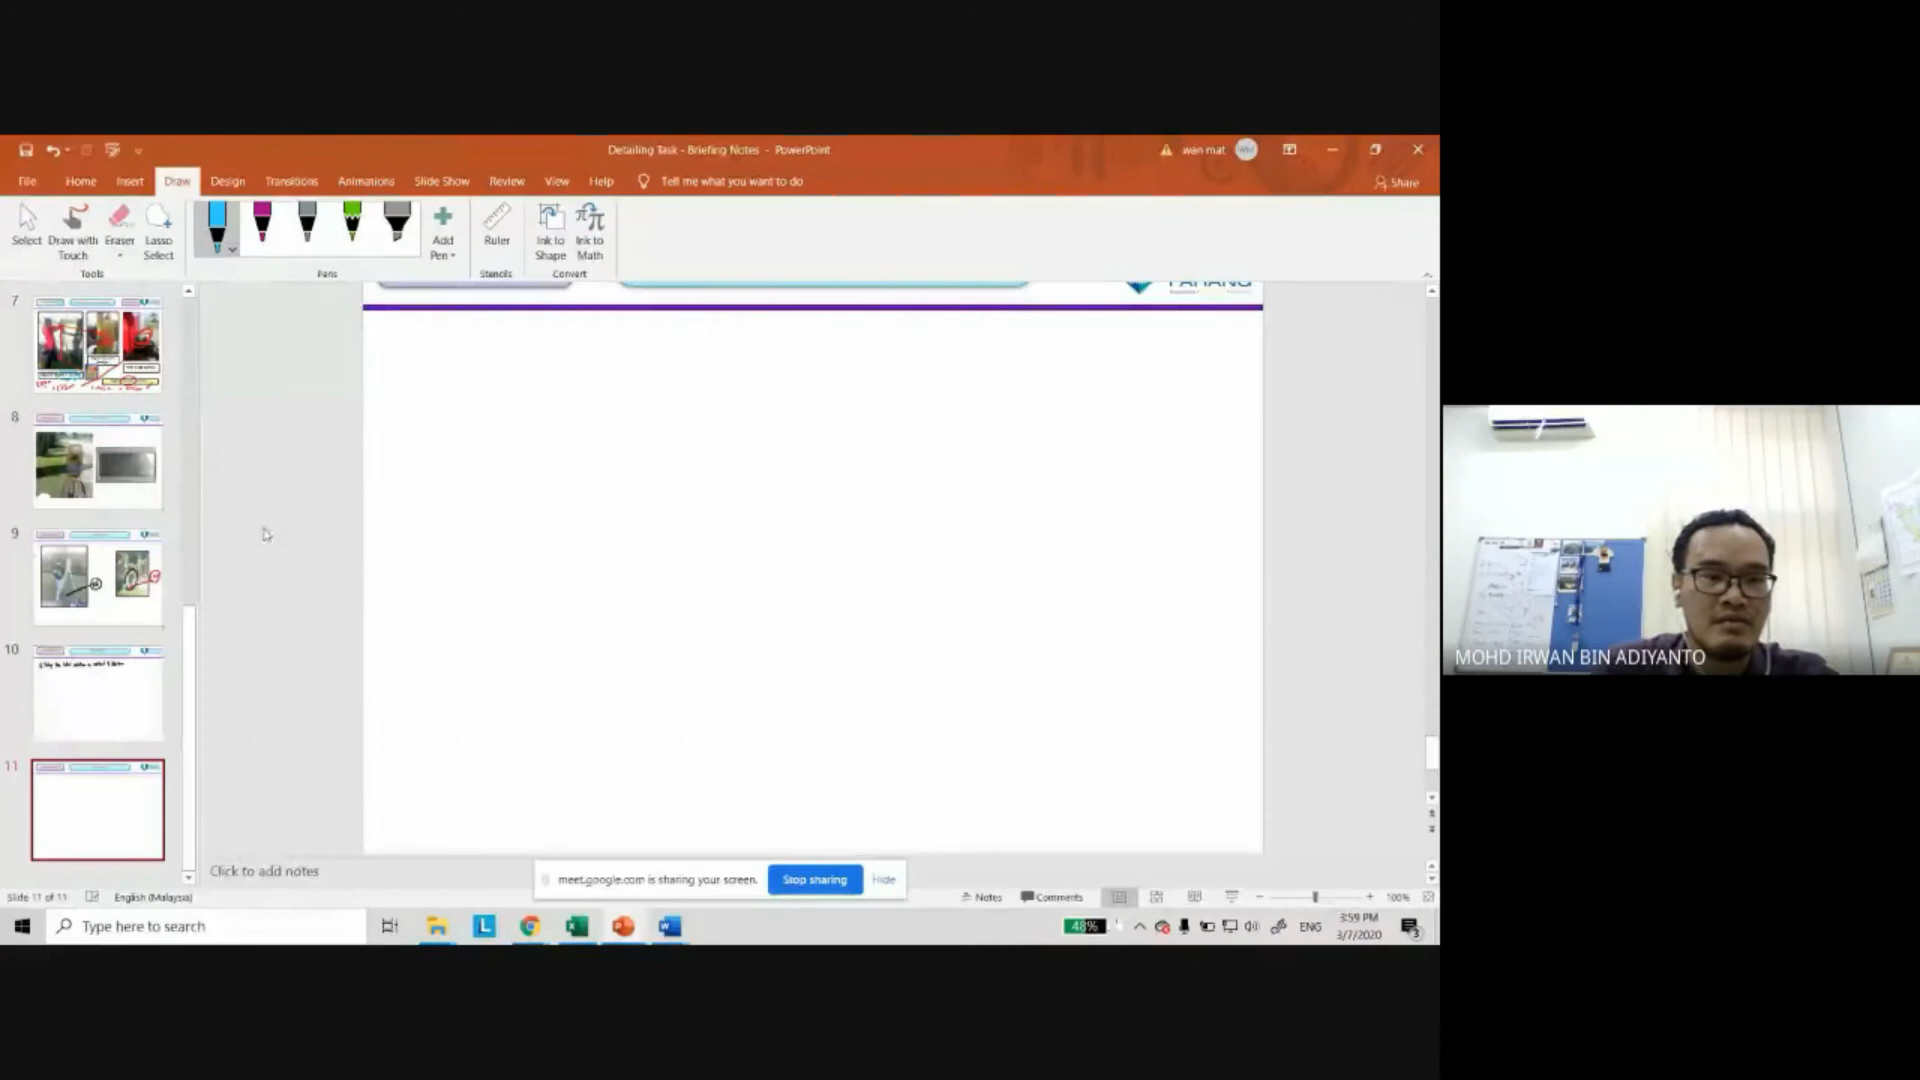 Detailing Task - Briefing Notes - PowerPoint
wan mat
WM
File
Home
Insert
Draw
Design
Transitions
Animations
Slide Show
Review
View
Help
Tell me what you want to do
Share
Select
Draw with
Touch
Eraser
Lasso
Select
Add
Pen
Ruler
Ink to
Shape
Ink to
Math
Tools
Pens
Stencils
Convert
PAHANG
7
8
9
10
11
Click to add notes
meet.google.com is sharing your screen.
Stop sharing
Hide
Slide 11 of 11
English (Malaysia)
Notes
Comments
100%
Type here to search
48%
ENG
3:59 PM
3/7/2020
3
MOHD IRWAN BIN ADIYANTO